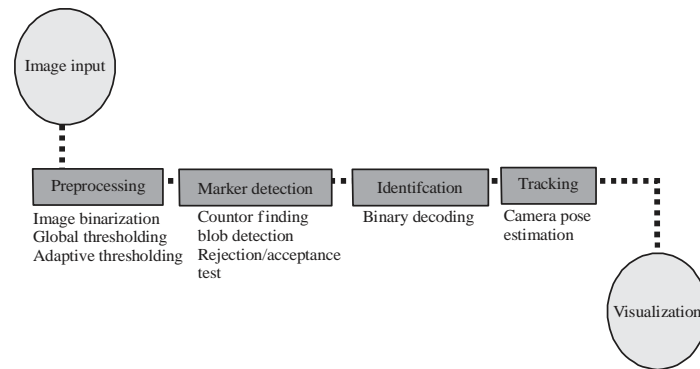 Image input
Preprocessing
Image binarization
Global thresholding
Adaptive thresholding
Marker detection
Countor finding
blob detection
Rejection/acceptance
test
Identifcation
Binary decoding
Tracking
Camera pose
estimation
Visualization